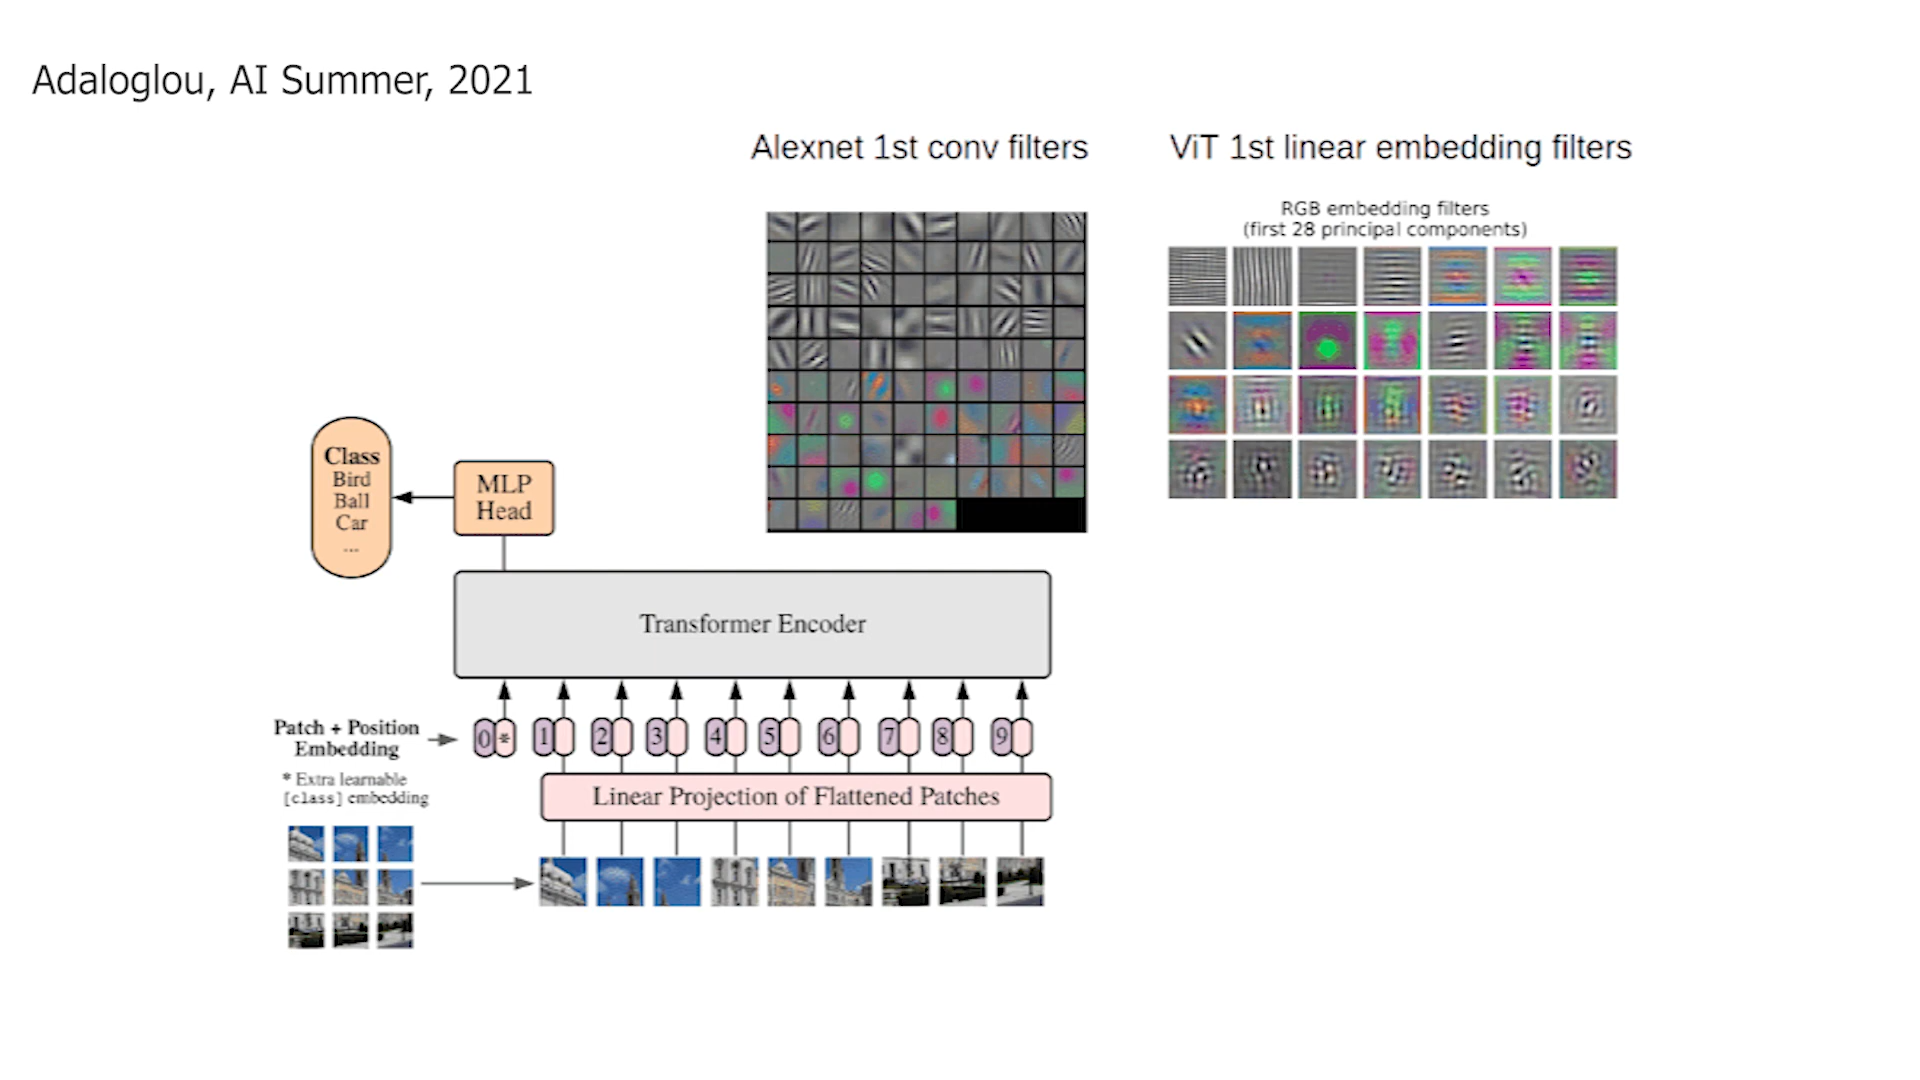 Adaloglou, AI Summer, 2021
Alexnet 1st conv filters
ViT 1st linear embedding filters
RGB embedding filters
(first 28 principal components)
Class
Bird
Ball
Car
...
MLP
Head
Transformer Encoder
Patch + Position
Embedding
0 * 1 2 3 4 5 6 7 8 9
* Extra learnable
[class] embedding
Linear Projection of Flattened Patches